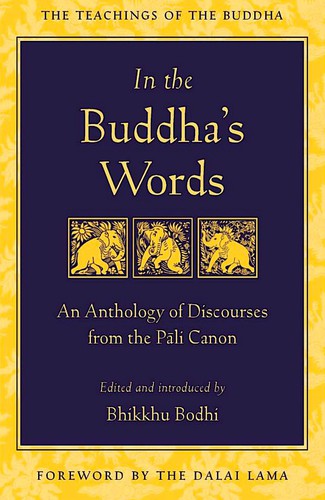 THE TEACHINGS OF THE BUDDHA
In the
Buddha's
Words
An Anthology of Discourses
from the Pāli Canon
Edited and introduced by
Bhikkhu Bodhi
FOREWORD BY THE DALAI LAMA